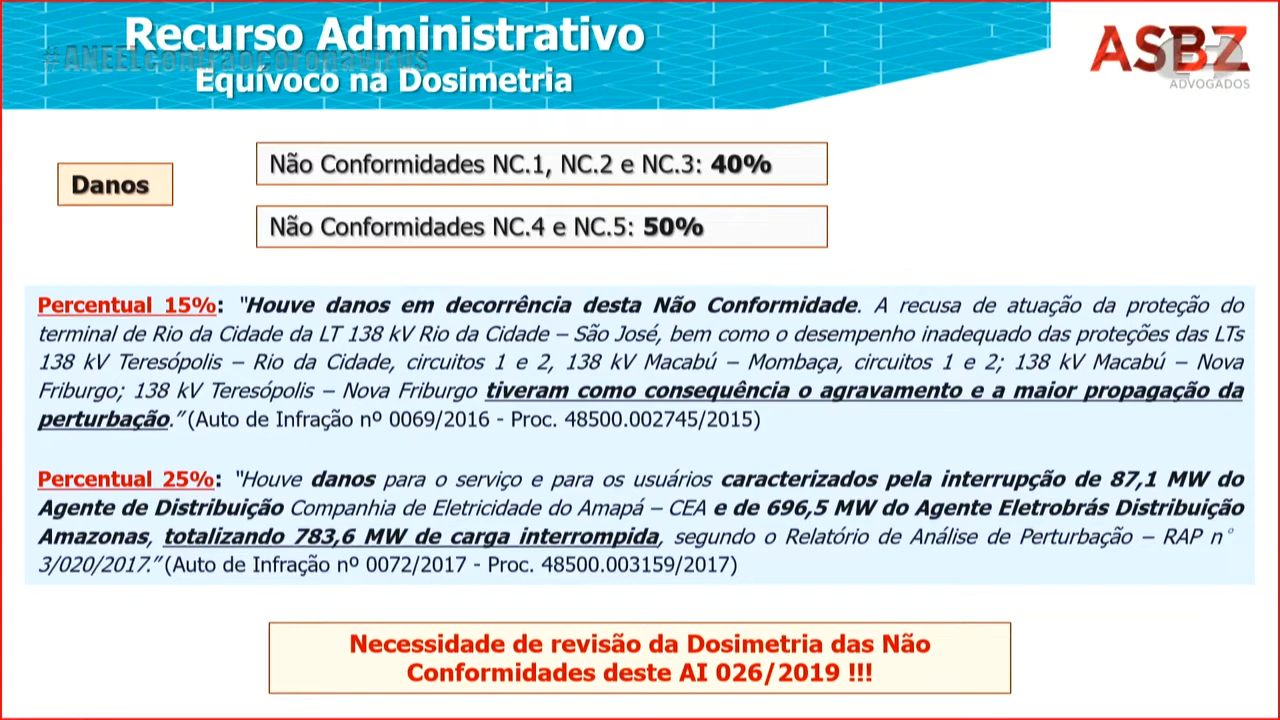 Recurso Administrativo
#ANEELcontraocoronavírus
Equívoco na Dosimetria
ASBZ
ADVOGADOS
Danos
Não Conformidades NC.1, NC.2 e NC.3: 40%
Não Conformidades NC.4 e NC.5: 50%
Percentual 15%: "Houve danos em decorrência desta Não Conformidade. A recusa de atuação da proteção do
terminal de Rio da Cidade da LT 138 kV Rio da Cidade – São José, bem como o desempenho inadequado das proteções das LTs
138 kV Teresópolis – Rio da Cidade, circuitos 1 e 2, 138 kV Macabú – Mombaça, circuitos 1 e 2; 138 kV Macabú – Nova
Friburgo; 138 kV Teresópolis – Nova Friburgo tiveram como consequência o agravamento e a maior propagação da
perturbação." (Auto de Infração nº 0069/2016 - Proc. 48500.002745/2015)
Percentual 25%: "Houve danos para o serviço e para os usuários caracterizados pela interrupção de 87,1 MW do
Agente de Distribuição Companhia de Eletricidade do Amapá – CEA e de 696,5 MW do Agente Eletrobrás Distribuição
Amazonas, totalizando 783,6 MW de carga interrompida, segundo o Relatório de Análise de Perturbação – RAP n°
3/020/2017." (Auto de Infração nº 0072/2017 - Proc. 48500.003159/2017)
Necessidade de revisão da Dosimetria das Não
Conformidades deste AI 026/2019 !!!